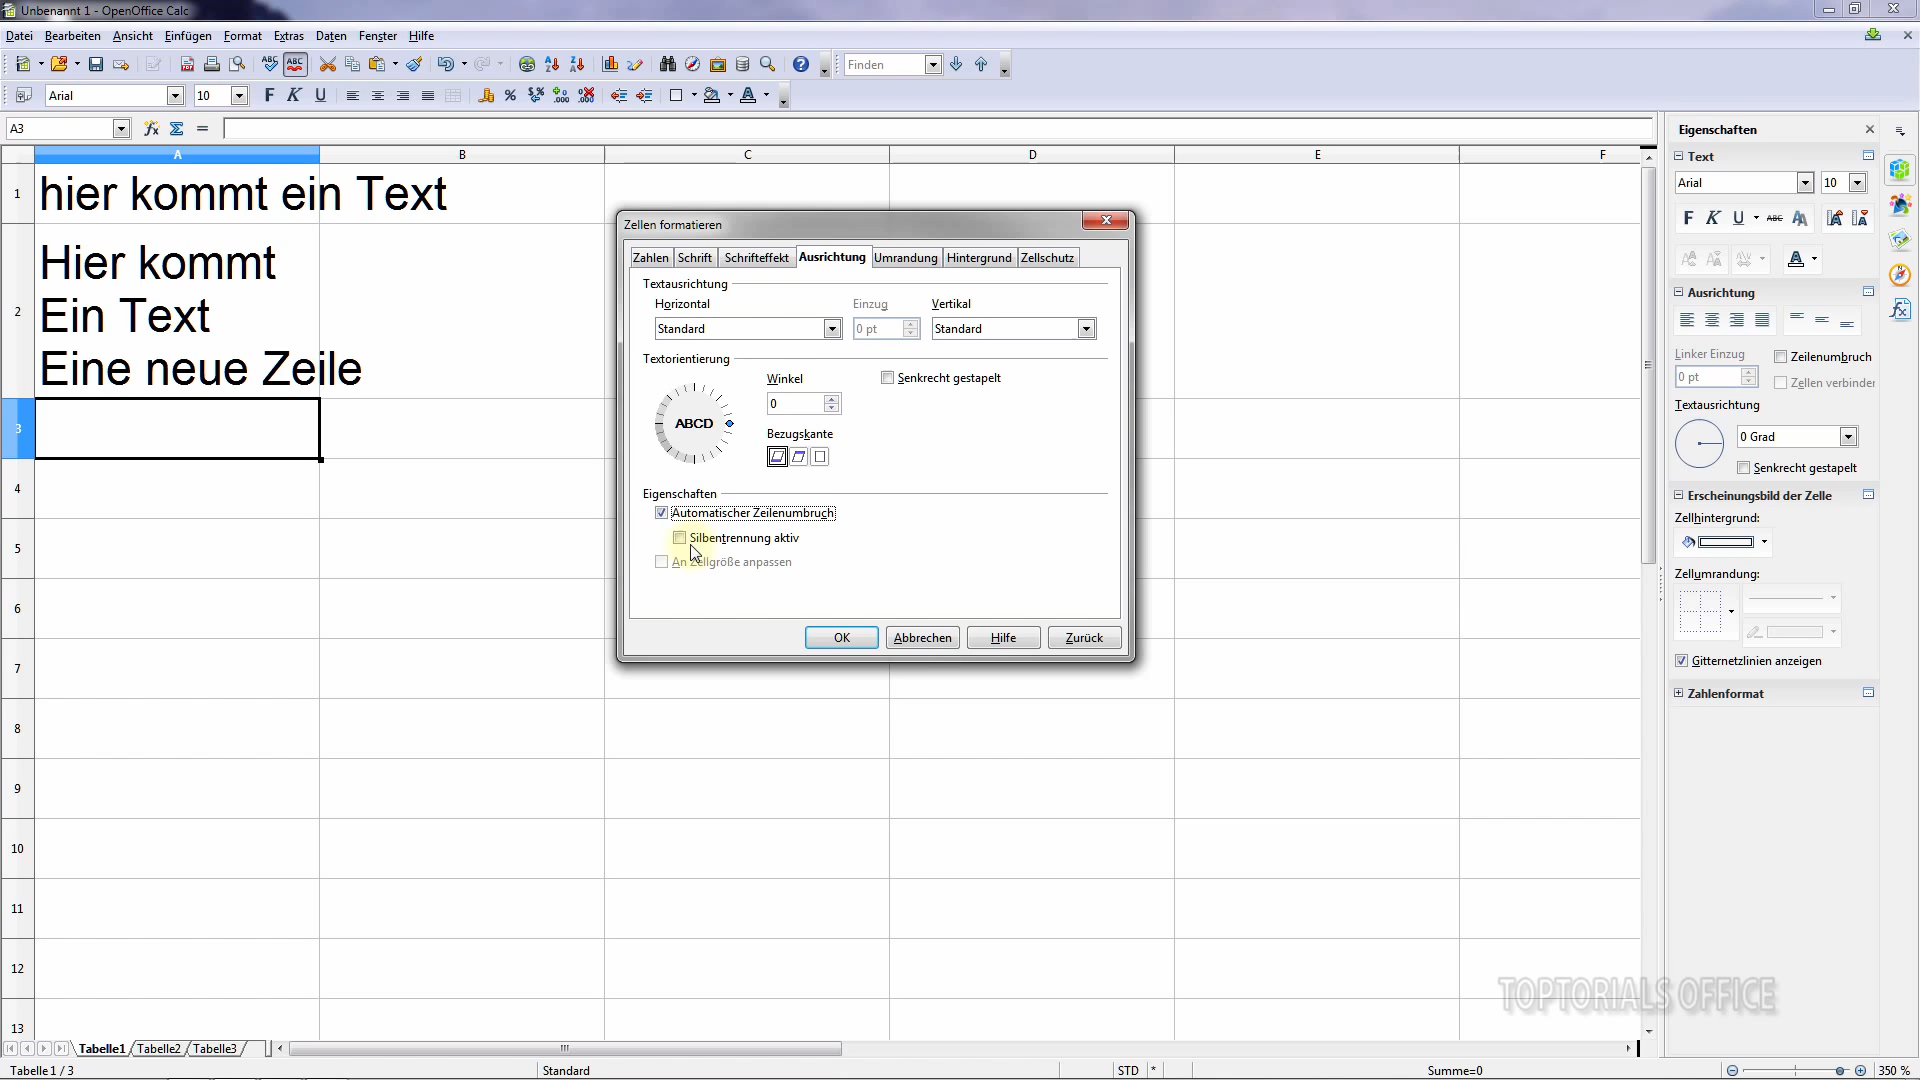 Unbenannt 1 - OpenOffice Calc
Datei Bearbeiten Ansicht Einfügen Format Extras Daten Fenster Hilfe
Finden
Arial 10
A3
A B C D E F
1 hier kommt ein Text
2 Hier kommt
Ein Text
Eine neue Zeile
3
4
5
6
7
8
9
10
11
12
13
Zellen formatieren
Zahlen Schrift Schrifteffekt Ausrichtung Umrandung Hintergrund Zellschutz
Textausrichtung
Horizontal Einzug Vertikal
Standard 0 pt Standard
Textorientierung
ABCD
Winkel
0
Senkrecht gestapelt
Bezugskante
Eigenschaften
Automatischer Zeilenumbruch
Silbentrennung aktiv
An Zellgröße anpassen
OK Abbrechen Hilfe Zurück
Eigenschaften
Text
Arial 10
Ausrichtung
Linker Einzug
0 pt
Zeilenumbruch
Zellen verbinden
Textausrichtung
0 Grad
Senkrecht gestapelt
Erscheinungsbild der Zelle
Zellhintergrund:
Zellumrandung:
Gitternetzlinien anzeigen
Zahlenformat
TOPTORIALS OFFICE
Tabelle1 Tabelle2 Tabelle3
Tabelle 1 / 3 Standard STD * Summe=0 350 %